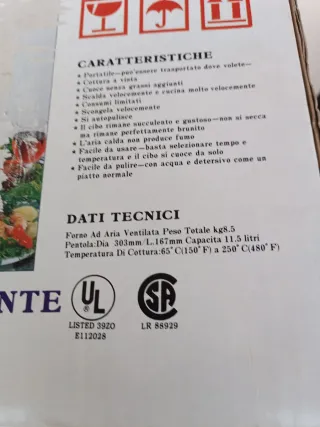 CARATTERISTICHE
• Portatile—puo'essere trasportato dove volete—
• Cottura a vista
• Cuoce senza grassi aggiunti
• Scalda velocemente e cucina molto velocemente
• Consumi limitati
• Scongela velocemente
• Si autopulisce
• Il cibo rimane succulento e gustoso—non si secca
ma rimane perfettamente brunito
• L'aria calda non produce fumo
• Facile da usare—basta selezionare tempo e
temperatura e il cibo si cuoce da solo
• Facile da pulire—con acqua e detersivo come un
piatto normale
DATI TECNICI
Forno Ad Aria Ventilata Peso Totale kg8.5
Pentola:Dia 303mm/L.167mm Capacita 11.5 litri
Temperatura Di Cottura:65°C(150°F) a 250°C(480°F)
NTE
UL
SA
LISTED 39Z0
E112028
LR 88929